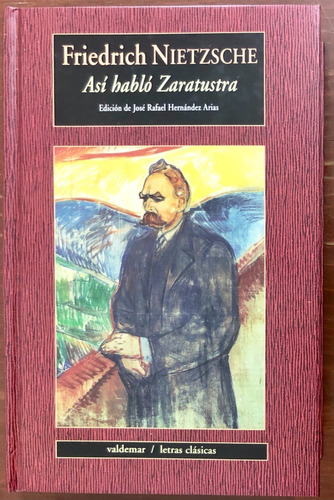 Friedrich NIETZSCHE
Así habló Zaratustra
Edición de José Rafael Hernández Arias
valdemar / letras clásicas